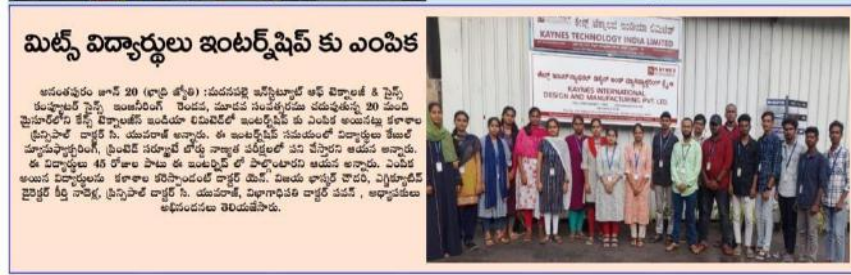 మిట్స్ విద్యార్థులు ఇంటర్న్‌షిప్ కు ఎంపిక
అనంతపురం జూన్ 20 (భ్రాది జ్యోతి) :మదనపల్లె ఇన్‌స్టిట్యూట్ ఆఫ్ టెక్నాలజీ & సైన్స్
కంప్యూటర్ సైన్స్ ఇంజనీరింగ్ రెండవ, మూడవ సంవత్సరము చదువుతున్న 20 మంది
మైసూర్‌లోని కేన్స్ టెక్నాలజీస్ ఇండియా లిమిటెడ్‌లో ఇంటర్న్‌షిప్ కు ఎంపిక అయినట్లు కళాశాల
ప్రిన్సిపాల్ డాక్టర్ సి. యువరాజ్ అన్నారు. ఈ ఇంటర్న్‌షిప్ సమయంలో విద్యార్థులు కేబుల్
మ్యానుఫ్యాక్చరింగ్, ప్రింటెడ్ సర్క్యూట్ బోర్డు నాణ్యత పరీక్షలలో పని చేస్తారని ఆయన అన్నారు.
ఈ విద్యార్థులు 45 రోజుల పాటు ఈ ఇంటర్న్‌షిప్ లో పాల్గొంటారని ఆయన అన్నారు. ఎంపిక
అయిన విద్యార్థులను కళాశాల కరెస్పాండంట్ డాక్టర్ యెన్. విజయ భాస్కర్ చౌదరి, ఎగ్జిక్యూటివ్
డైరెక్టర్ కీర్తి నాదెళ్ల, ప్రిన్సిపాల్ డాక్టర్ సి. యువరాజ్, విభాగాధిపతి డాక్టర్ పవన్ , అధ్యాపకులు
అభినందనలు తెలియజేసారు.
ಕೇನ್ಸ್ ಟೆಕ್ನಾಲಜಿ ಇಂಡಿಯಾ ಲಿಮಿಟೆಡ್
KAYNES TECHNOLOGY INDIA LIMITED
KAYNES INTERNATIONAL
DESIGN AND MANUFACTURING PVT LTD